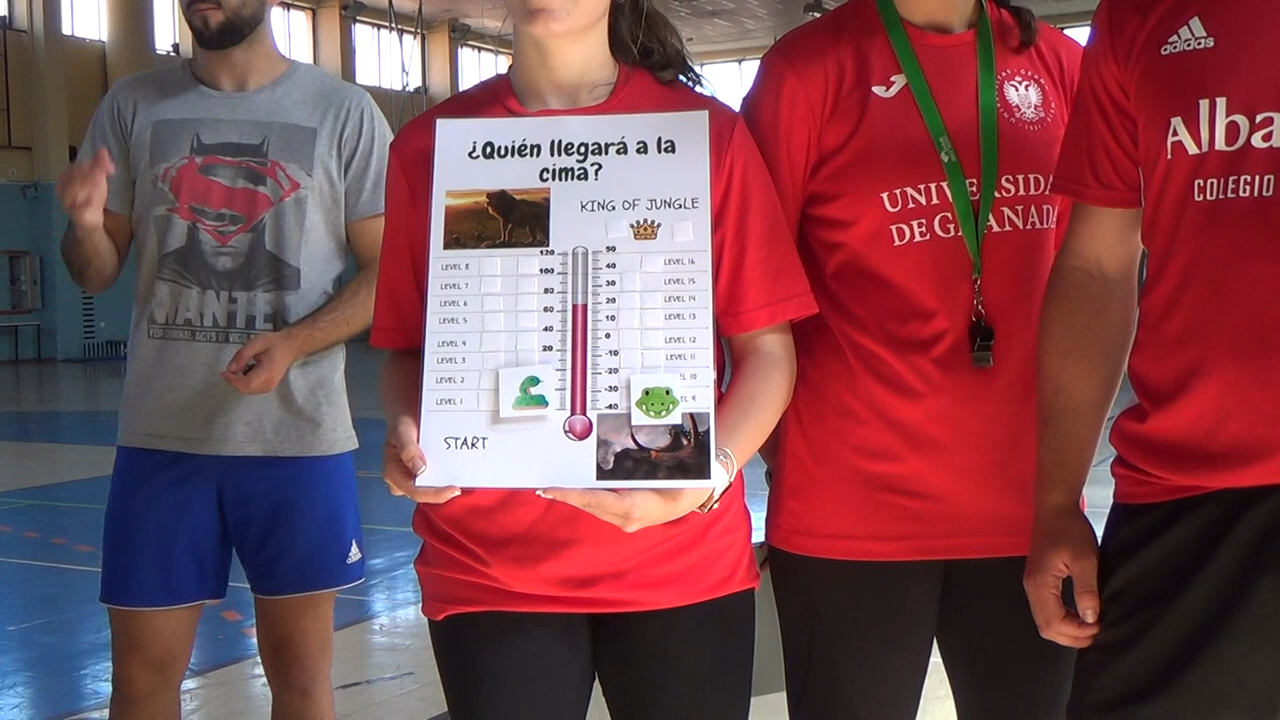 ¿Quién llegará a la
cima?
KING OF JUNGLE
LEVEL 8
LEVEL 7
LEVEL 6
LEVEL 5
LEVEL 4
LEVEL 3
LEVEL 2
LEVEL 1
120
100
80
60
40
20
50
40
30
20
10
0
-10
-20
-30
-40
LEVEL 16
LEVEL 15
LEVEL 14
LEVEL 13
LEVEL 12
LEVEL 11
EL 10
EL 9
START
UNIVERSIDA
DE GRANADA
adidas
Alba
COLEGIO